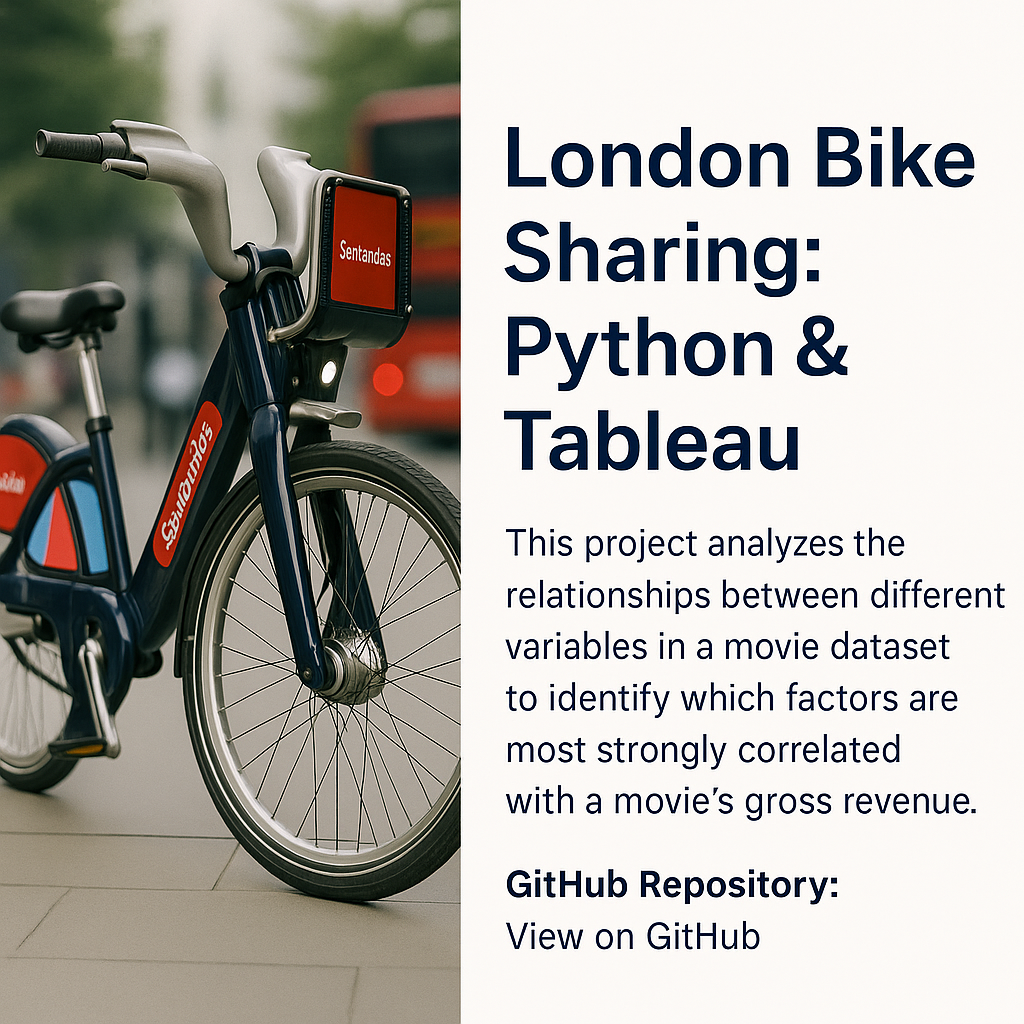 Sentandas
London Bike
Sharing:
Python &
Tableau
This project analyzes the
relationships between different
variables in a movie dataset
to identify which factors are
most strongly correlated
with a movie’s gross revenue.
GitHub Repository:
View on GitHub